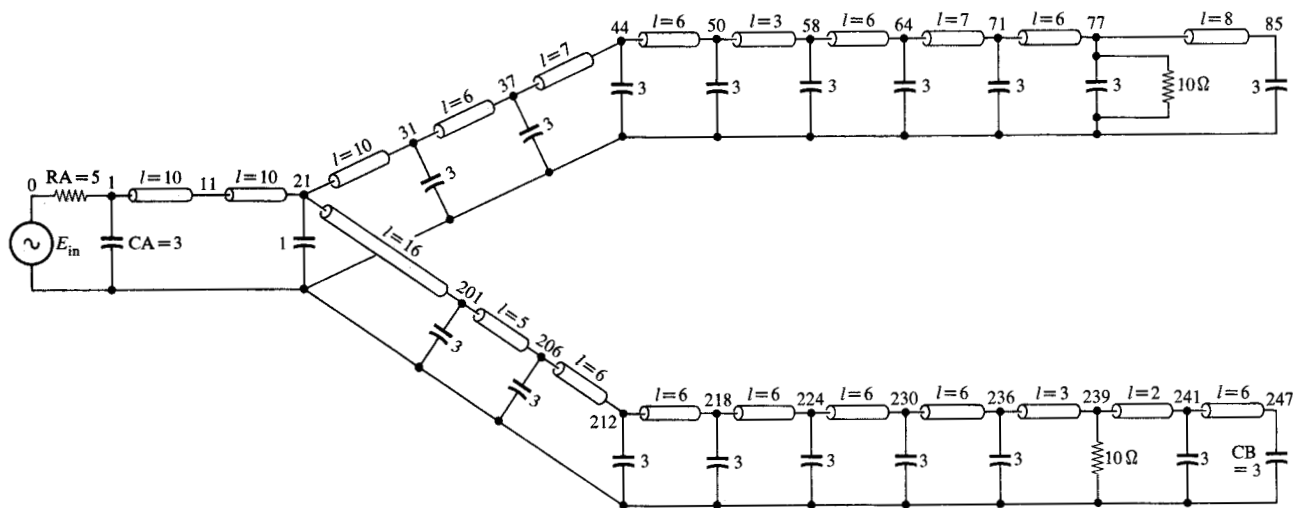 44 l=6 50 l=3 58 l=6 64 l=7 71 l=6 77 l=8 85
3 3 3 3 3 3 10 Ω 3
l=7
37
l=6
3
31
l=10
3
0 RA=5 1 l=10 11 l=10 21
E_in CA=3 1
l=16
201
l=5
3
206
l=6
3
212 l=6 218 l=6 224 l=6 230 l=6 236 l=3 239 l=2 241 l=6 247
3 3 3 3 3 10 Ω 3 CB
=3